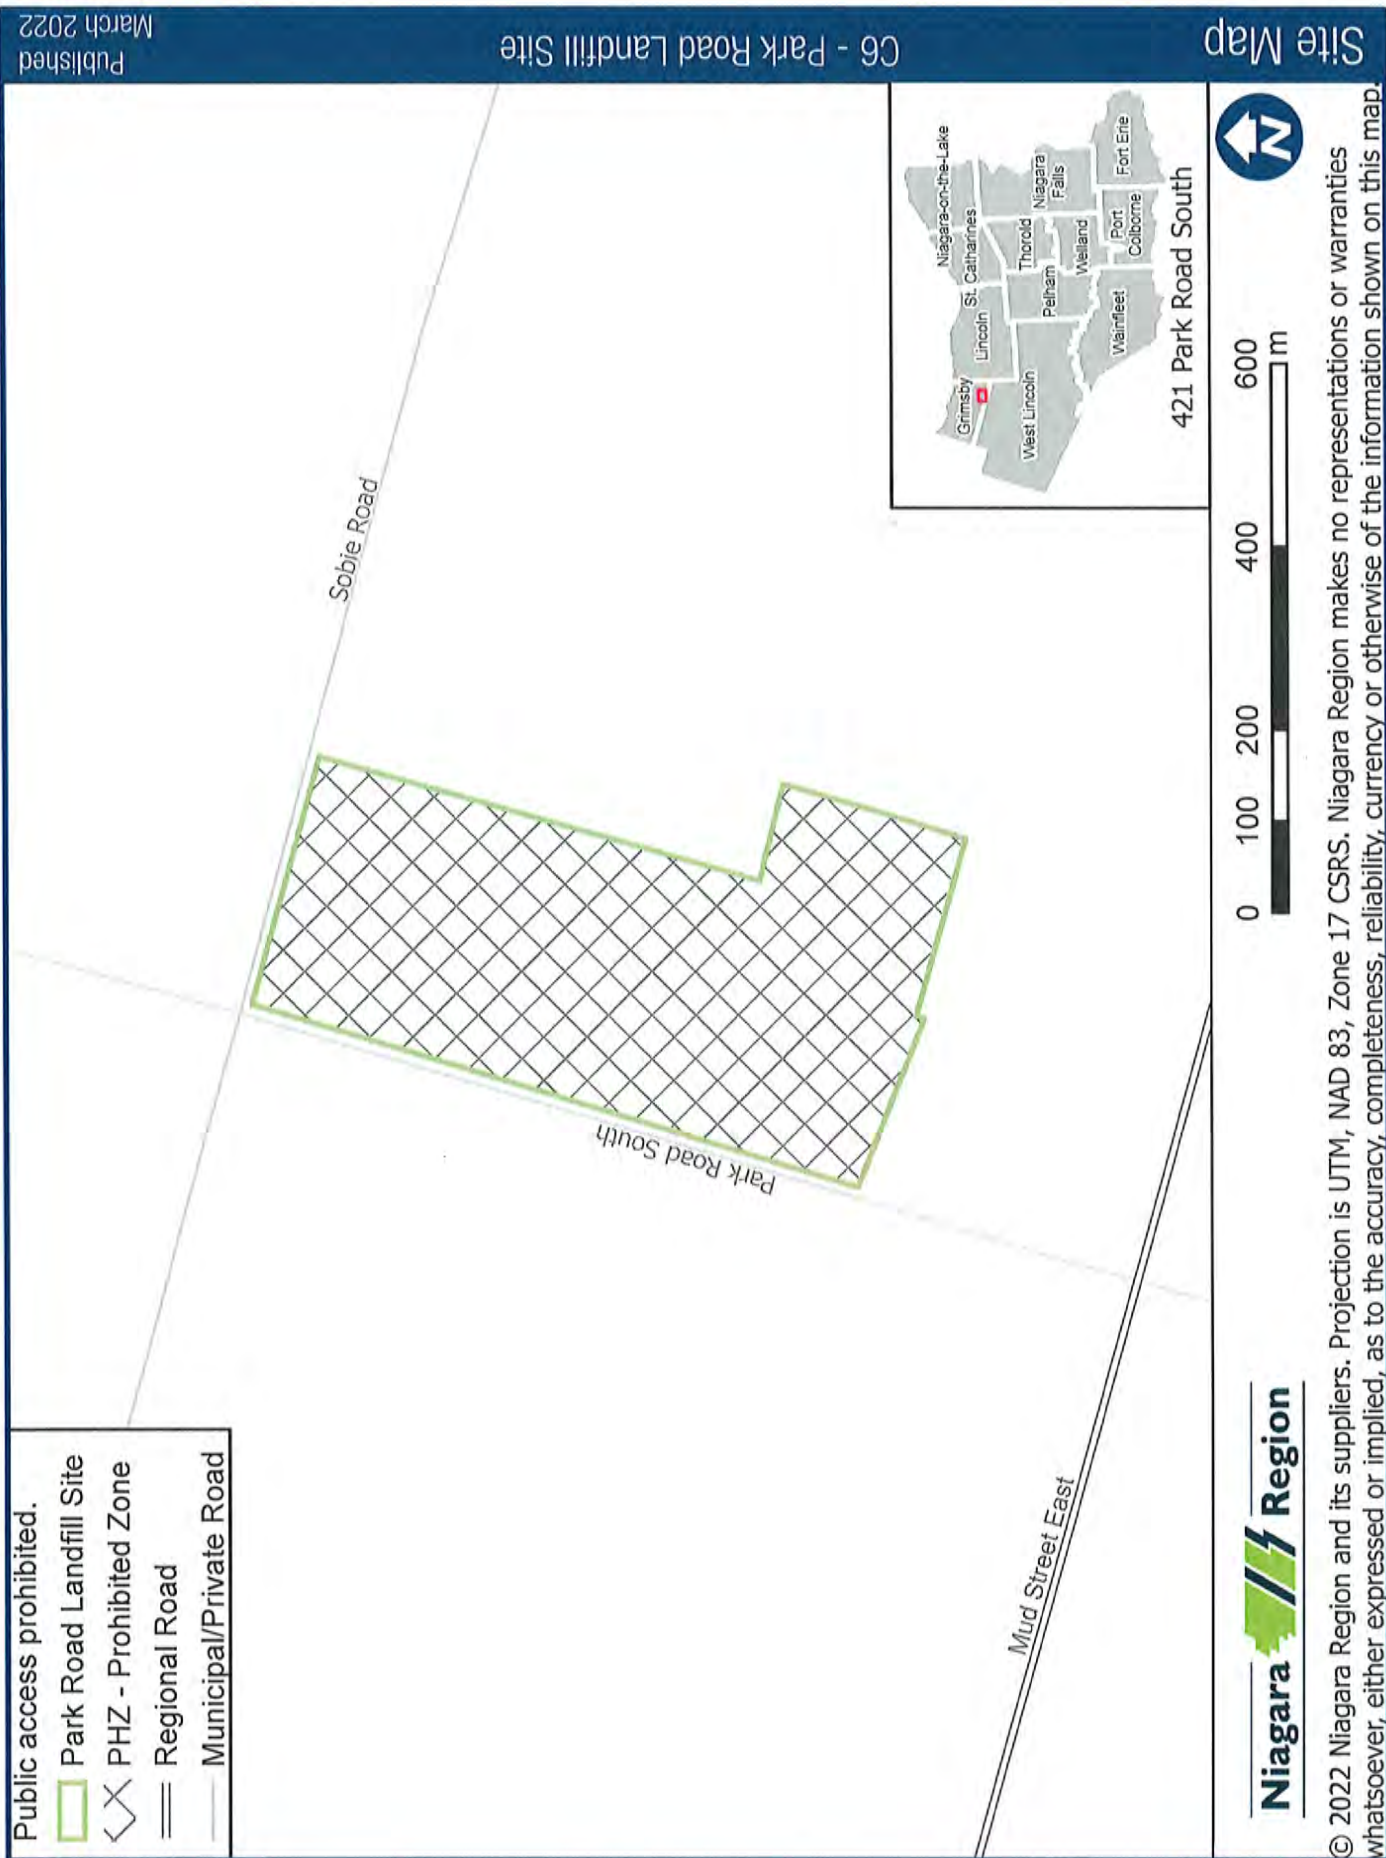 Site Map
C6 - Park Road Landfill Site
Published
March 2022
Public access prohibited.
Park Road Landfill Site
PHZ - Prohibited Zone
Regional Road
Municipal/Private Road
Sobie Road
Park Road South
Mud Street East
Grimsby
Lincoln
St. Catharines
Niagara-on-the-Lake
West Lincoln
Pelham
Thorold
Niagara
Falls
Welland
Wainfleet
Port
Colborne
Fort Erie
421 Park Road South
Niagara Region
0 100 200 400 600
m
N
© 2022 Niagara Region and its suppliers. Projection is UTM, NAD 83, Zone 17 CSRS. Niagara Region makes no representations or warranties
whatsoever, either expressed or implied, as to the accuracy, completeness, reliability, currency or otherwise of the information shown on this map.